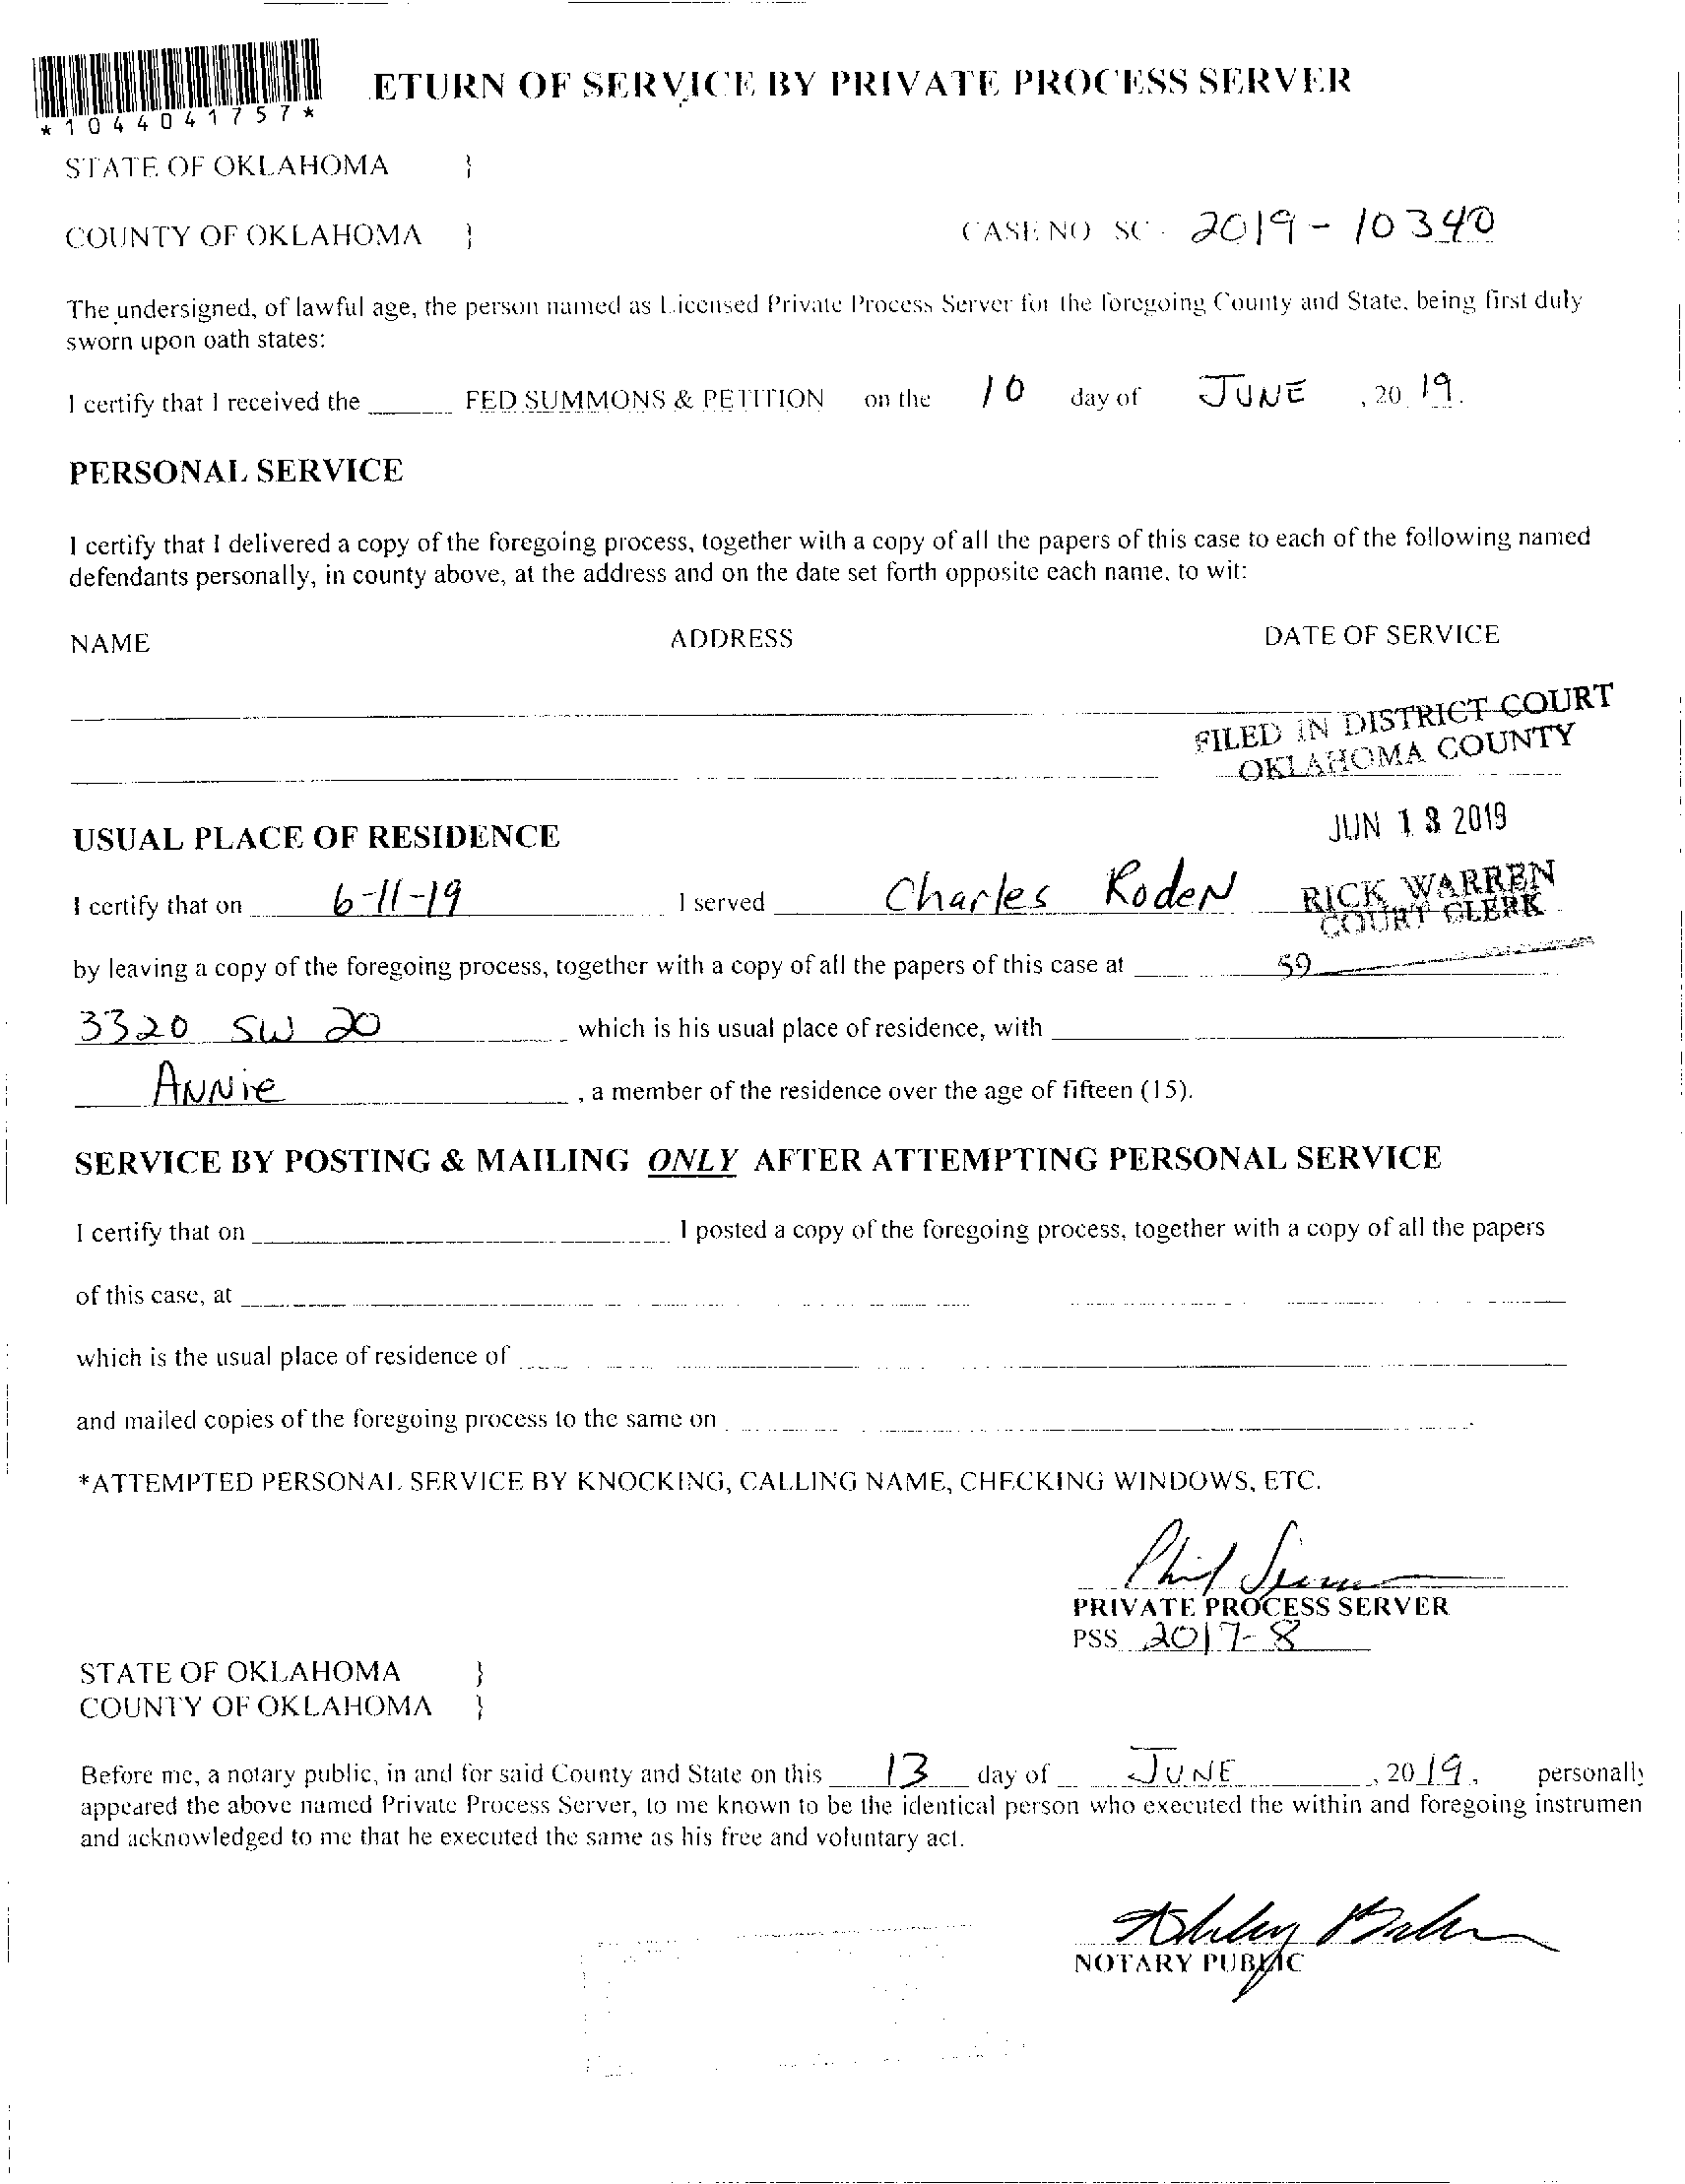 *1044041757*
ETURN OF SERVICE BY PRIVATE PROCESS SERVER
STATE OF OKLAHOMA }
COUNTY OF OKLAHOMA } CASE NO SC - 2019-10340
The undersigned, of lawful age, the person named as Licensed Private Process Server for the foregoing County and State, being first duly
sworn upon oath states:
I certify that I received the FED SUMMONS & PETITION on the 10 day of JUNE, 20 19.
PERSONAL SERVICE
I certify that I delivered a copy of the foregoing process, together with a copy of all the papers of this case to each of the following named
defendants personally, in county above, at the address and on the date set forth opposite each name, to wit:
NAME ADDRESS DATE OF SERVICE
FILED IN DISTRICT COURT
OKLAHOMA COUNTY
JUN 13 2019
USUAL PLACE OF RESIDENCE
RICK WARREN
COURT CLERK
I certify that on 6-11-19 I served Charles Roden
by leaving a copy of the foregoing process, together with a copy of all the papers of this case at
59
3320 SW 20 which is his usual place of residence, with
ANNie, a member of the residence over the age of fifteen (15).
SERVICE BY POSTING & MAILING ONLY AFTER ATTEMPTING PERSONAL SERVICE
I certify that on I posted a copy of the foregoing process, together with a copy of all the papers
of this case, at
which is the usual place of residence of
and mailed copies of the foregoing process to the same on
*ATTEMPTED PERSONAL SERVICE BY KNOCKING, CALLING NAME, CHECKING WINDOWS, ETC.
Phil
PRIVATE PROCESS SERVER
PSS 2017-8
STATE OF OKLAHOMA }
COUNTY OF OKLAHOMA }
Before me, a notary public, in and for said County and State on this 13 day of JUNE, 2019, personally
appeared the above named Private Process Server, to me known to be the identical person who executed the within and foregoing instrumen
and acknowledged to me that he executed the same as his free and voluntary act.
Ashley
NOTARY PUBLIC